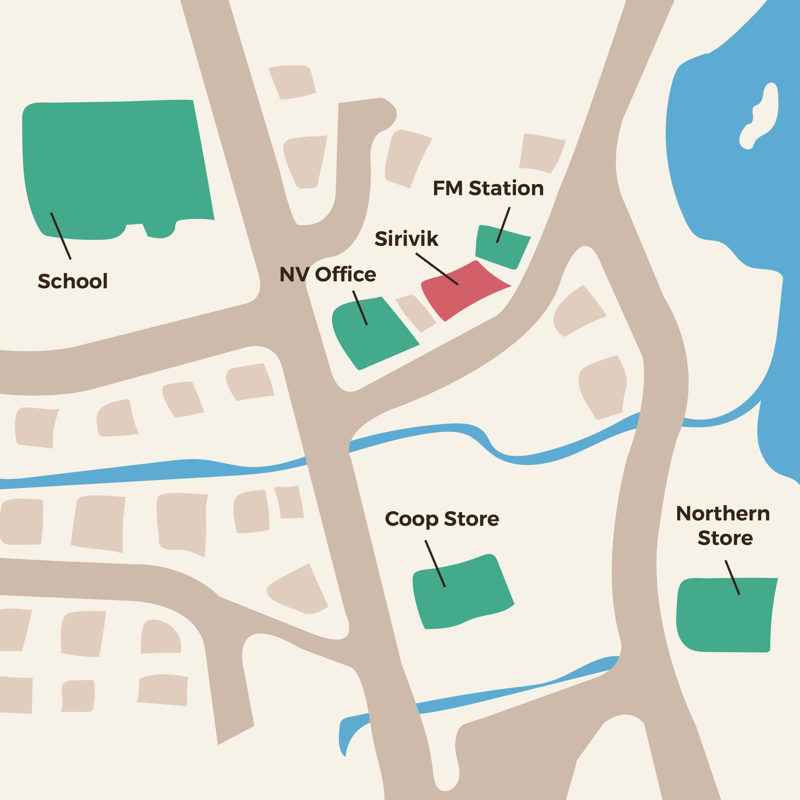 FM Station
Sirivik
NV Office
School
Coop Store
Northern
Store